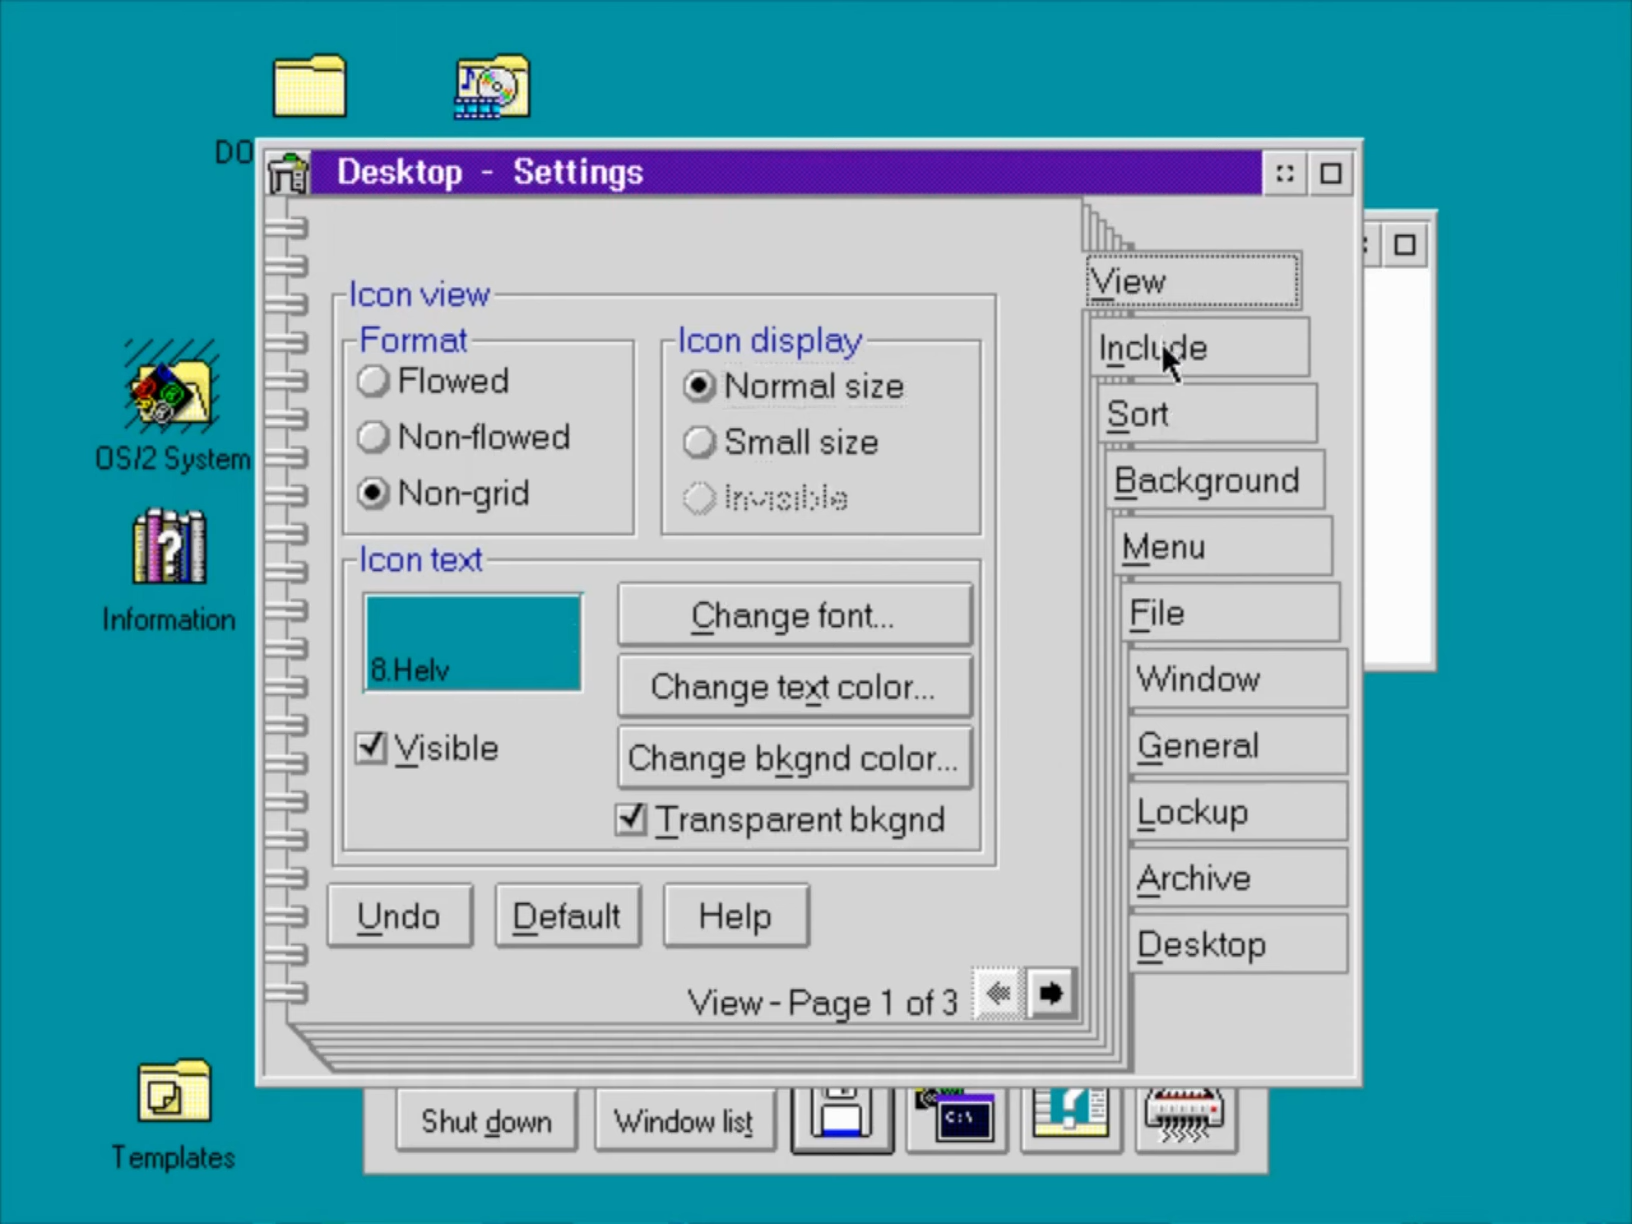 DO
Desktop - Settings
View
Icon view
Include
Format
Icon display
Flowed
Normal size
Sort
Non-flowed
Small size
OS/2 System
Background
Non-grid
Invisible
Menu
Icon text
Information
Change font...
File
8.Helv
Change text color...
Window
Visible
Change bkgnd color...
General
Transparent bkgnd
Lockup
Archive
Undo
Default
Help
Desktop
View - Page 1 of 3
Shut down
Window list
C:\
Templates